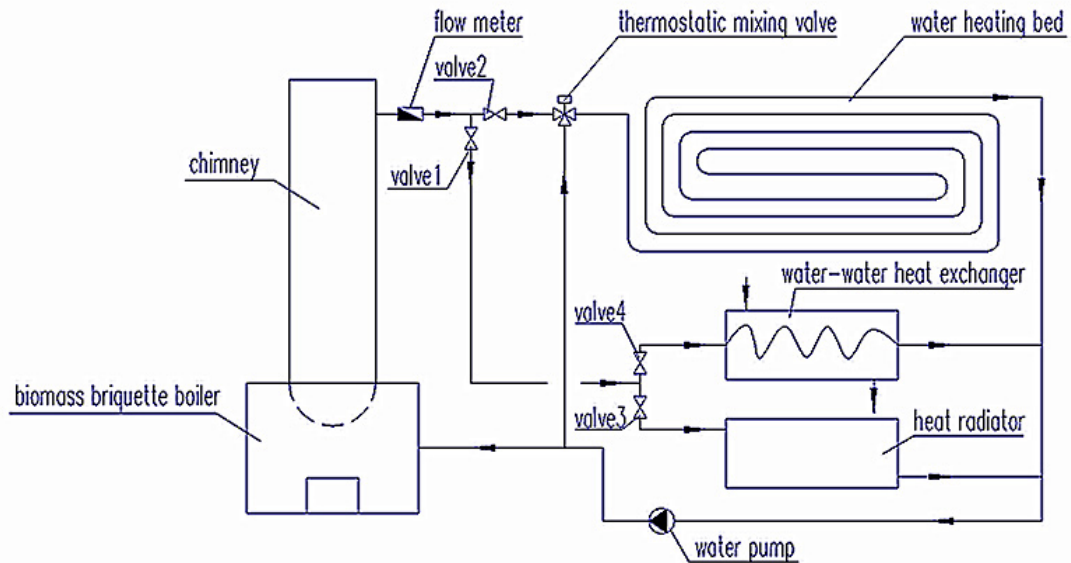 flow meter
thermostatic mixing valve
water heating bed
valve2
chimney
valve1
water-water heat exchanger
valve4
biomass briquette boiler
valve3
heat radiator
water pump